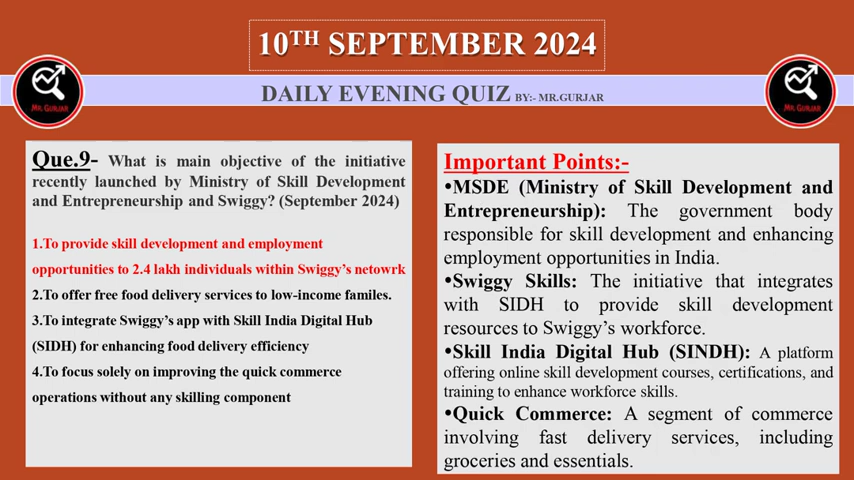 10TH SEPTEMBER 2024
DAILY EVENING QUIZ BY:- MR.GURJAR
MR. GURJAR
MR. GURJAR
Que.9- What is main objective of the initiative
recently launched by Ministry of Skill Development
and Entrepreneurship and Swiggy? (September 2024)
1.To provide skill development and employment
opportunities to 2.4 lakh individuals within Swiggy's netowrk
2.To offer free food delivery services to low-income familes.
3.To integrate Swiggy's app with Skill India Digital Hub
(SIDH) for enhancing food delivery efficiency
4.To focus solely on improving the quick commerce
operations without any skilling component
Important Points:-
•MSDE (Ministry of Skill Development and
Entrepreneurship): The government body
responsible for skill development and enhancing
employment opportunities in India.
•Swiggy Skills: The initiative that integrates
with SIDH to provide skill development
resources to Swiggy's workforce.
•Skill India Digital Hub (SINDH): A platform
offering online skill development courses, certifications, and
training to enhance workforce skills.
•Quick Commerce: A segment of commerce
involving fast delivery services, including
groceries and essentials.